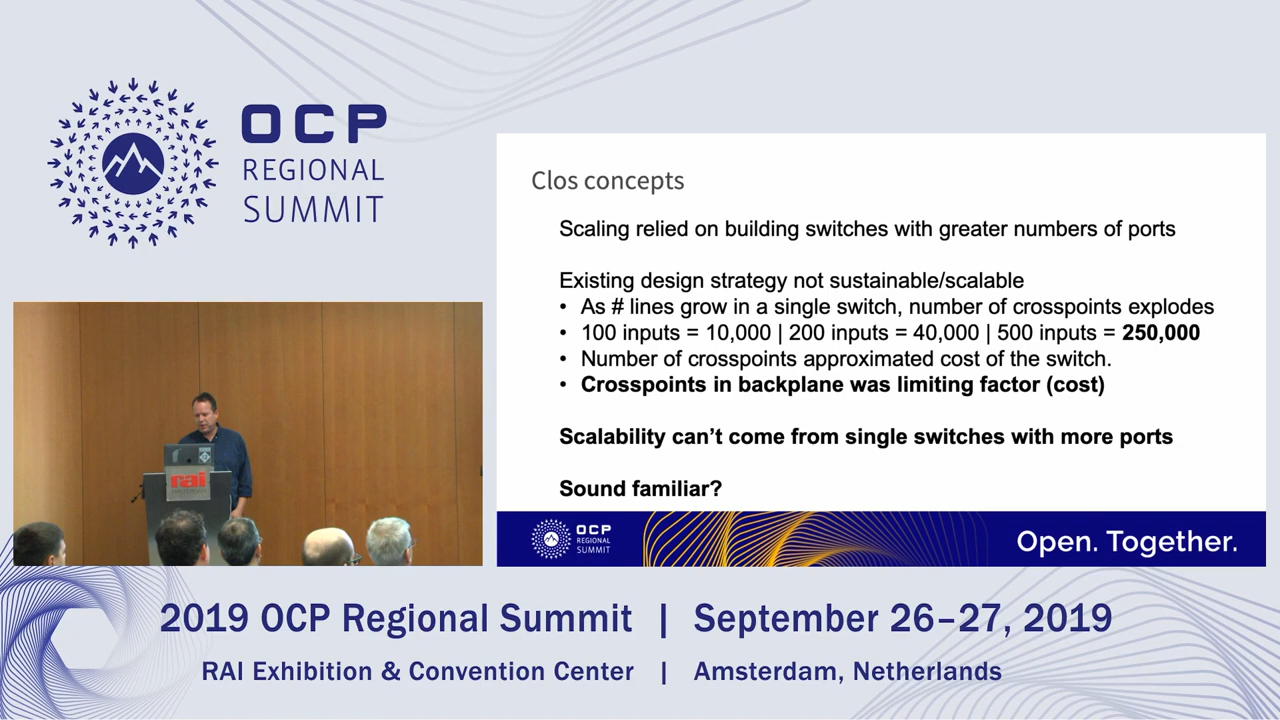 OCP
REGIONAL
SUMMIT
Clos concepts
Scaling relied on building switches with greater numbers of ports
Existing design strategy not sustainable/scalable
• As # lines grow in a single switch, number of crosspoints explodes
• 100 inputs = 10,000 | 200 inputs = 40,000 | 500 inputs = 250,000
• Number of crosspoints approximated cost of the switch.
• Crosspoints in backplane was limiting factor (cost)
Scalability can’t come from single switches with more ports
Sound familiar?
OCP
REGIONAL
SUMMIT
Open. Together.
rai
AMSTERDAM
2019 OCP Regional Summit | September 26–27, 2019
RAI Exhibition & Convention Center | Amsterdam, Netherlands